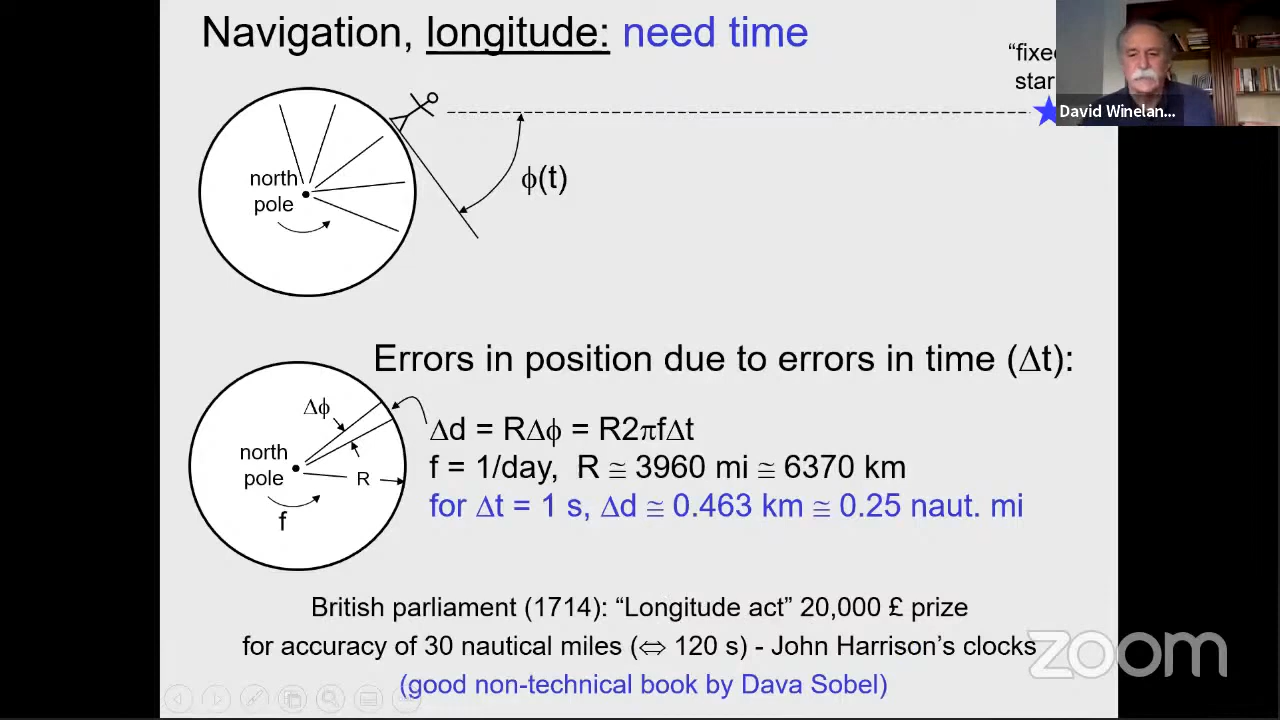 Navigation, longitude: need time
"fixe
star
David Winelan...
north
pole
ϕ(t)
Errors in position due to errors in time (Δt):
Δϕ
north
pole
R
f
Δd = RΔϕ = R2πfΔt
f = 1/day, R ≅ 3960 mi ≅ 6370 km
for Δt = 1 s, Δd ≅ 0.463 km ≅ 0.25 naut. mi
British parliament (1714): "Longitude act" 20,000 £ prize
for accuracy of 30 nautical miles (⇔ 120 s) - John Harrison's clocks
(good non-technical book by Dava Sobel)
zoom